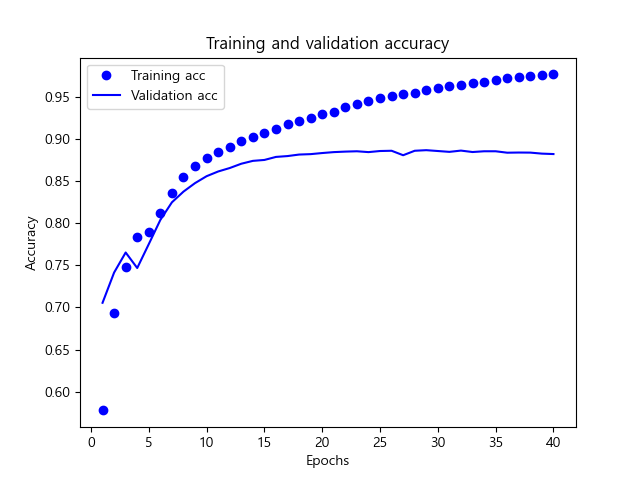 Training and validation accuracy
Training acc
Validation acc
0.95
0.90
0.85
0.80
0.75
0.70
0.65
0.60
Accuracy
0 5 10 15 20 25 30 35 40
Epochs